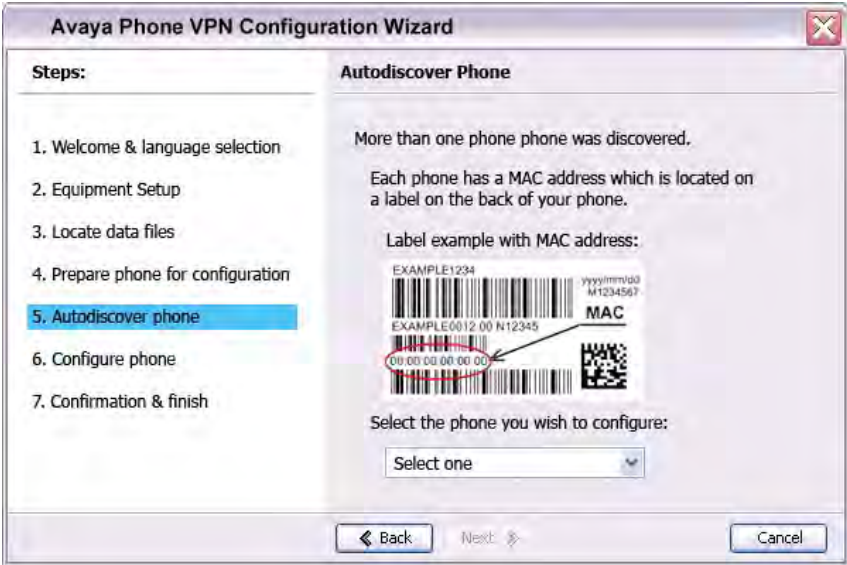 Avaya Phone VPN Configuration Wizard
Steps:
1. Welcome & language selection
2. Equipment Setup
3. Locate data files
4. Prepare phone for configuration
5. Autodiscover phone
6. Configure phone
7. Confirmation & finish
Autodiscover Phone
More than one phone phone was discovered.
Each phone has a MAC address which is located on
a label on the back of your phone.
Label example with MAC address:
EXAMPLE1234
yyyy/mm/dd
M1234567
MAC
EXAMPLE0012 00 N12345
00:00:00:00:00:00
Select the phone you wish to configure:
Select one
Back
Next
Cancel